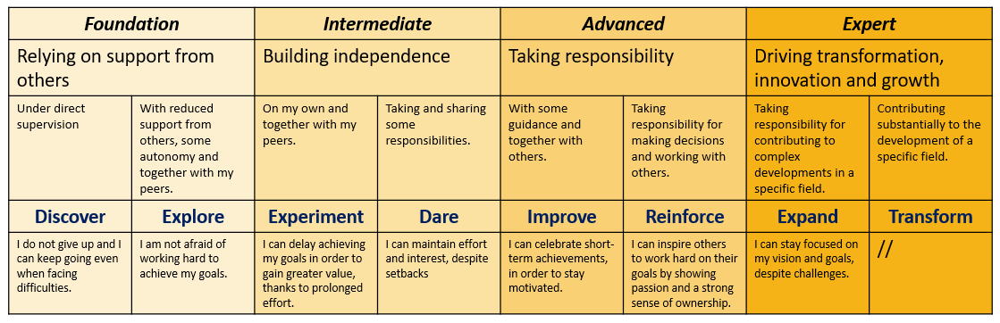 Foundation
Intermediate
Advanced
Expert
Relying on support from
others
Building independence
Taking responsibility
Driving transformation,
innovation and growth
Under direct
supervision
With reduced
support from
others, some
autonomy and
together with my
peers.
On my own and
together with my
peers.
Taking and sharing
some
responsibilities.
With some
guidance and
together with
others.
Taking
responsibility for
making decisions
and working with
others.
Taking
responsibility for
contributing to
complex
developments in a
specific field.
Contributing
substantially to the
development of a
specific field.
Discover
Explore
Experiment
Dare
Improve
Reinforce
Expand
Transform
I do not give up and I
can keep going even
when facing
difficulties.
I am not afraid of
working hard to
achieve my goals.
I can delay achieving
my goals in order to
gain greater value,
thanks to prolonged
effort.
I can maintain effort
and interest, despite
setbacks
I can celebrate short-
term achievements,
in order to stay
motivated.
I can inspire others
to work hard on their
goals by showing
passion and a strong
sense of ownership.
I can stay focused on
my vision and goals,
despite challenges.
//